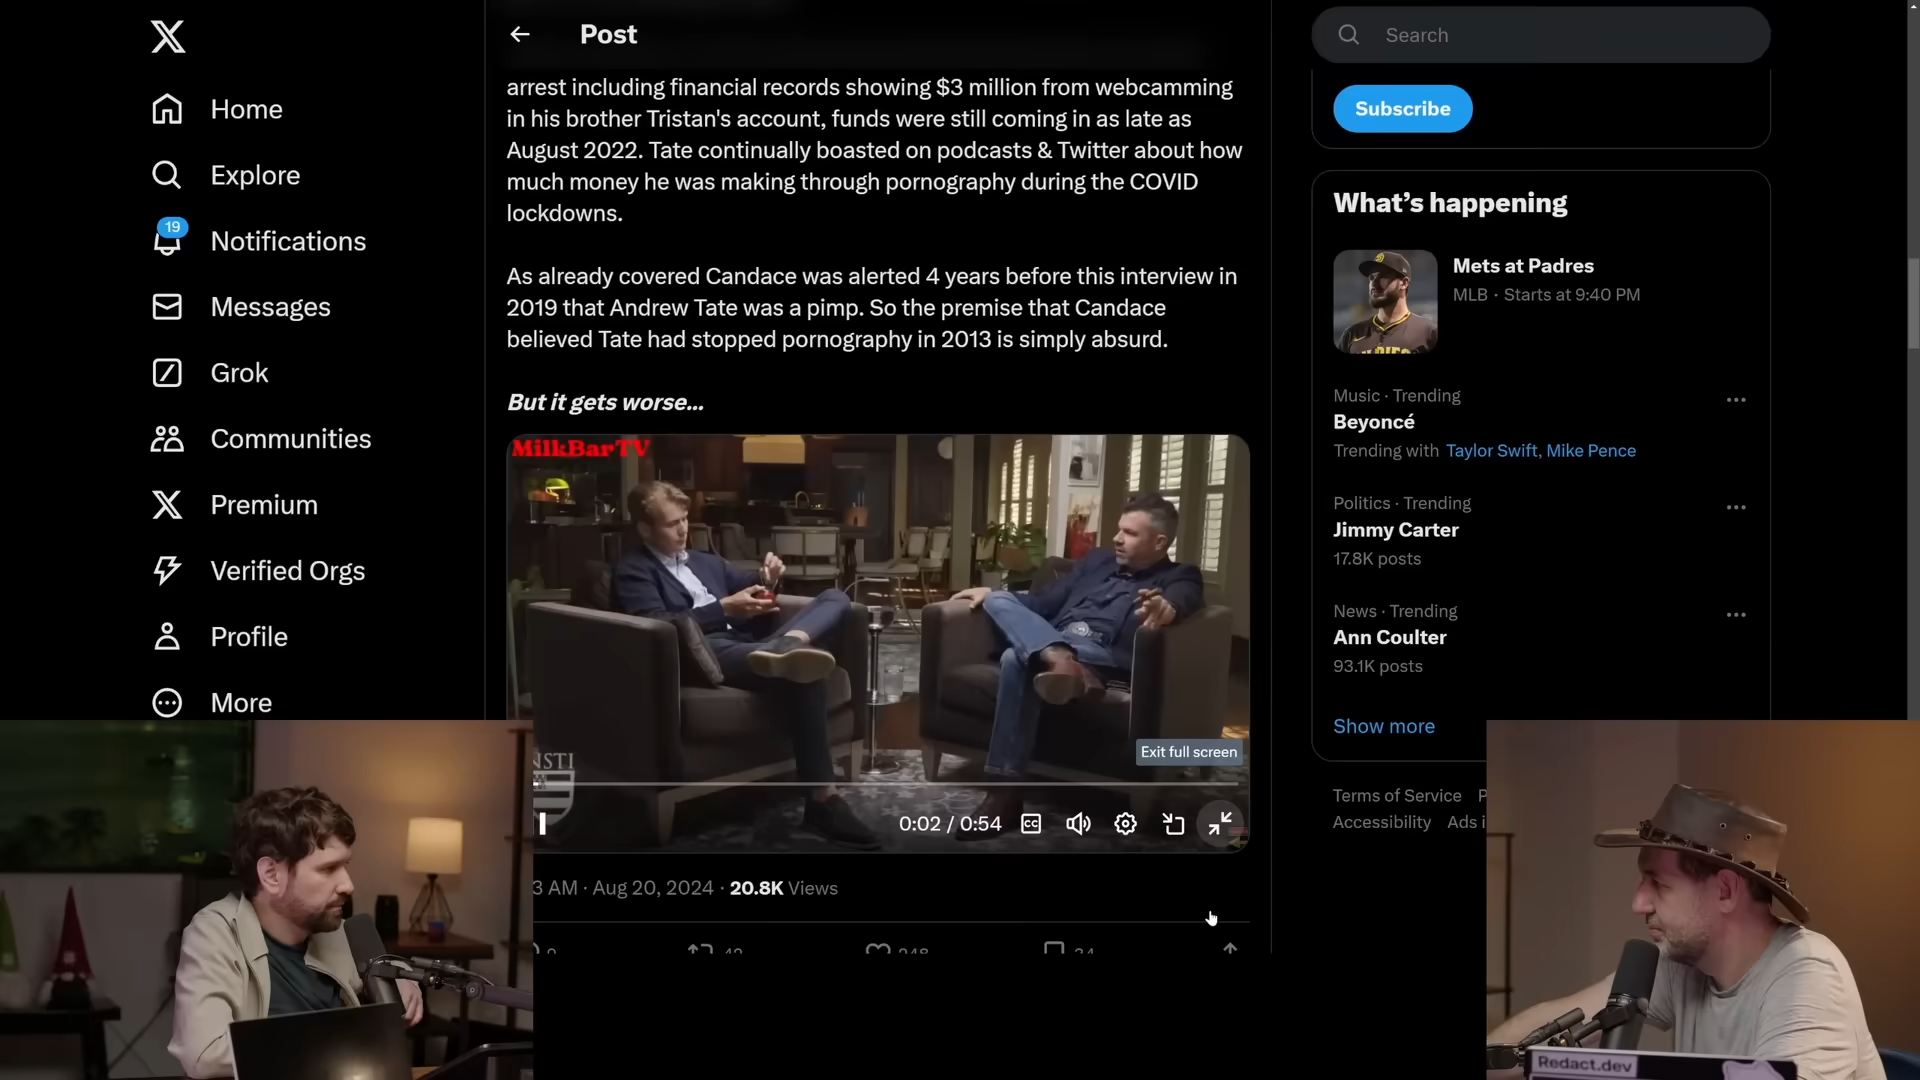 Home
Explore
19
Notifications
Messages
Grok
Communities
Premium
Verified Orgs
Profile
More
Post
arrest including financial records showing $3 million from webcamming
in his brother Tristan's account, funds were still coming in as late as
August 2022. Tate continually boasted on podcasts & Twitter about how
much money he was making through pornography during the COVID
lockdowns.
As already covered Candace was alerted 4 years before this interview in
2019 that Andrew Tate was a pimp. So the premise that Candace
believed Tate had stopped pornography in 2013 is simply absurd.
But it gets worse...
MilkBarTV
Exit full screen
0:02 / 0:54
CC
3 AM · Aug 20, 2024 · 20.8K Views
Search
Subscribe
What's happening
Mets at Padres
MLB · Starts at 9:40 PM
Music · Trending
Beyoncé
Trending with Taylor Swift, Mike Pence
Politics · Trending
Jimmy Carter
17.8K posts
News · Trending
Ann Coulter
93.1K posts
Show more
Terms of Service
Accessibility Ads
Redact.dev